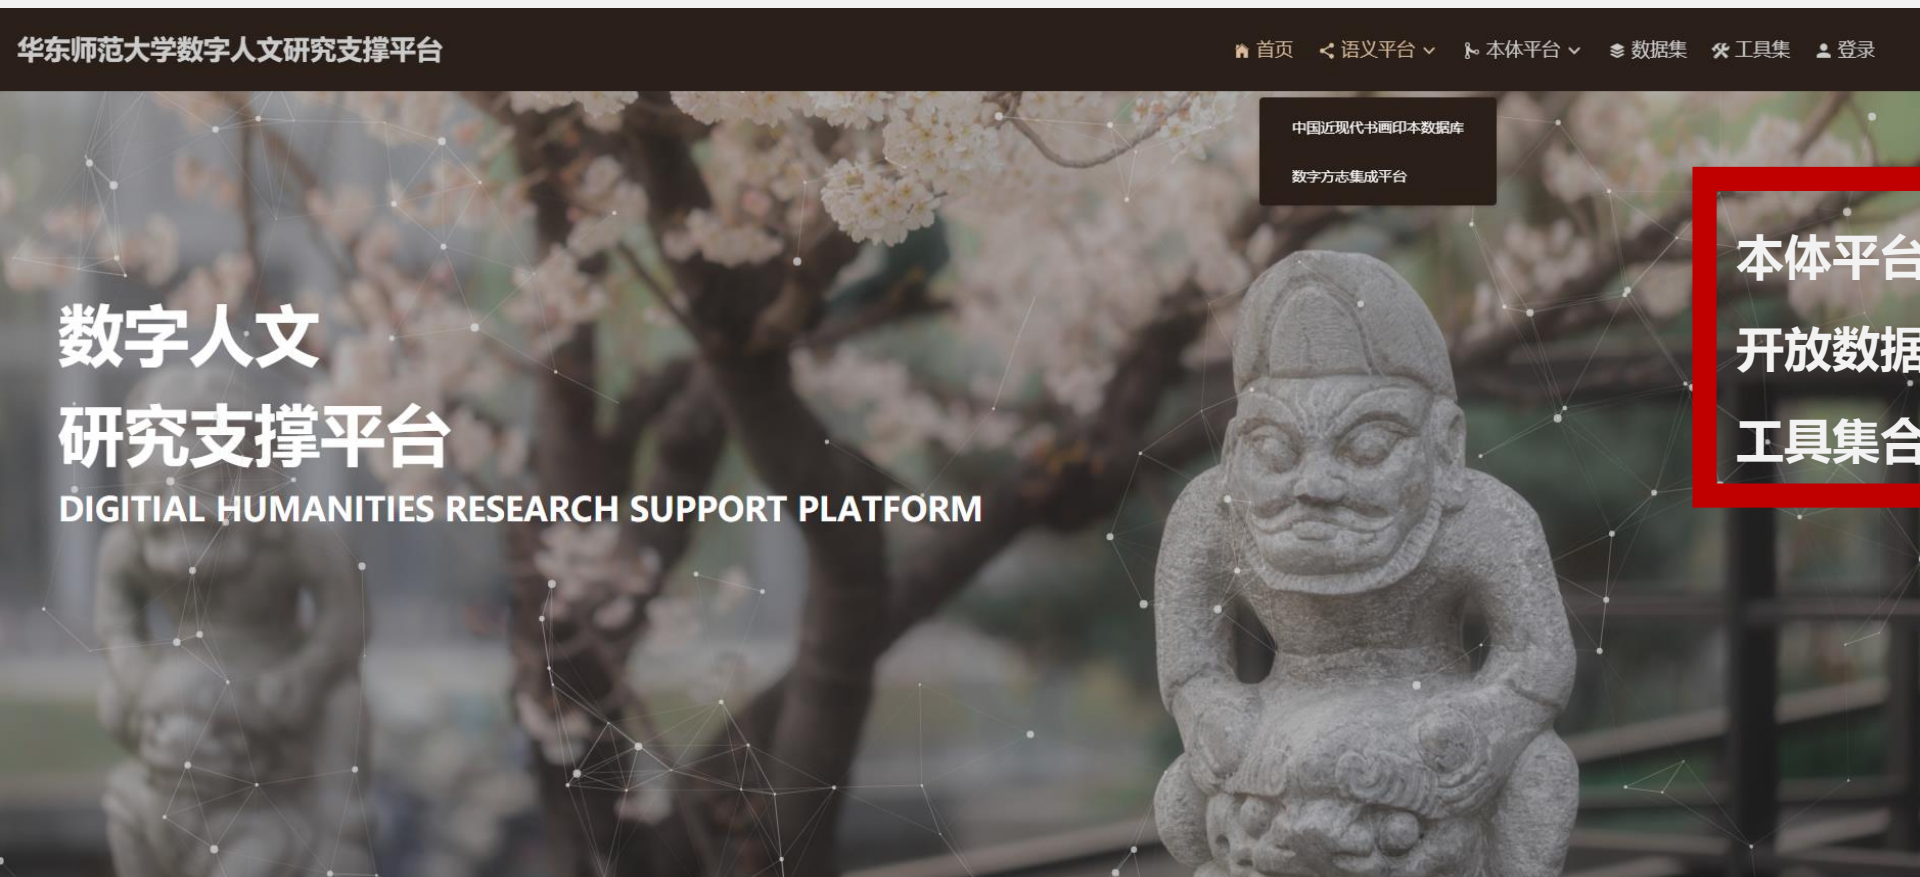 华东师范大学数字人文研究支撑平台
首页 语义平台 本体平台 数据集 工具集 登录
中国近现代书画印本数据库
数字方志集成平台
数字人文
研究支撑平台
DIGITIAL HUMANITIES RESEARCH SUPPORT PLATFORM
本体平台
开放数据
工具集合